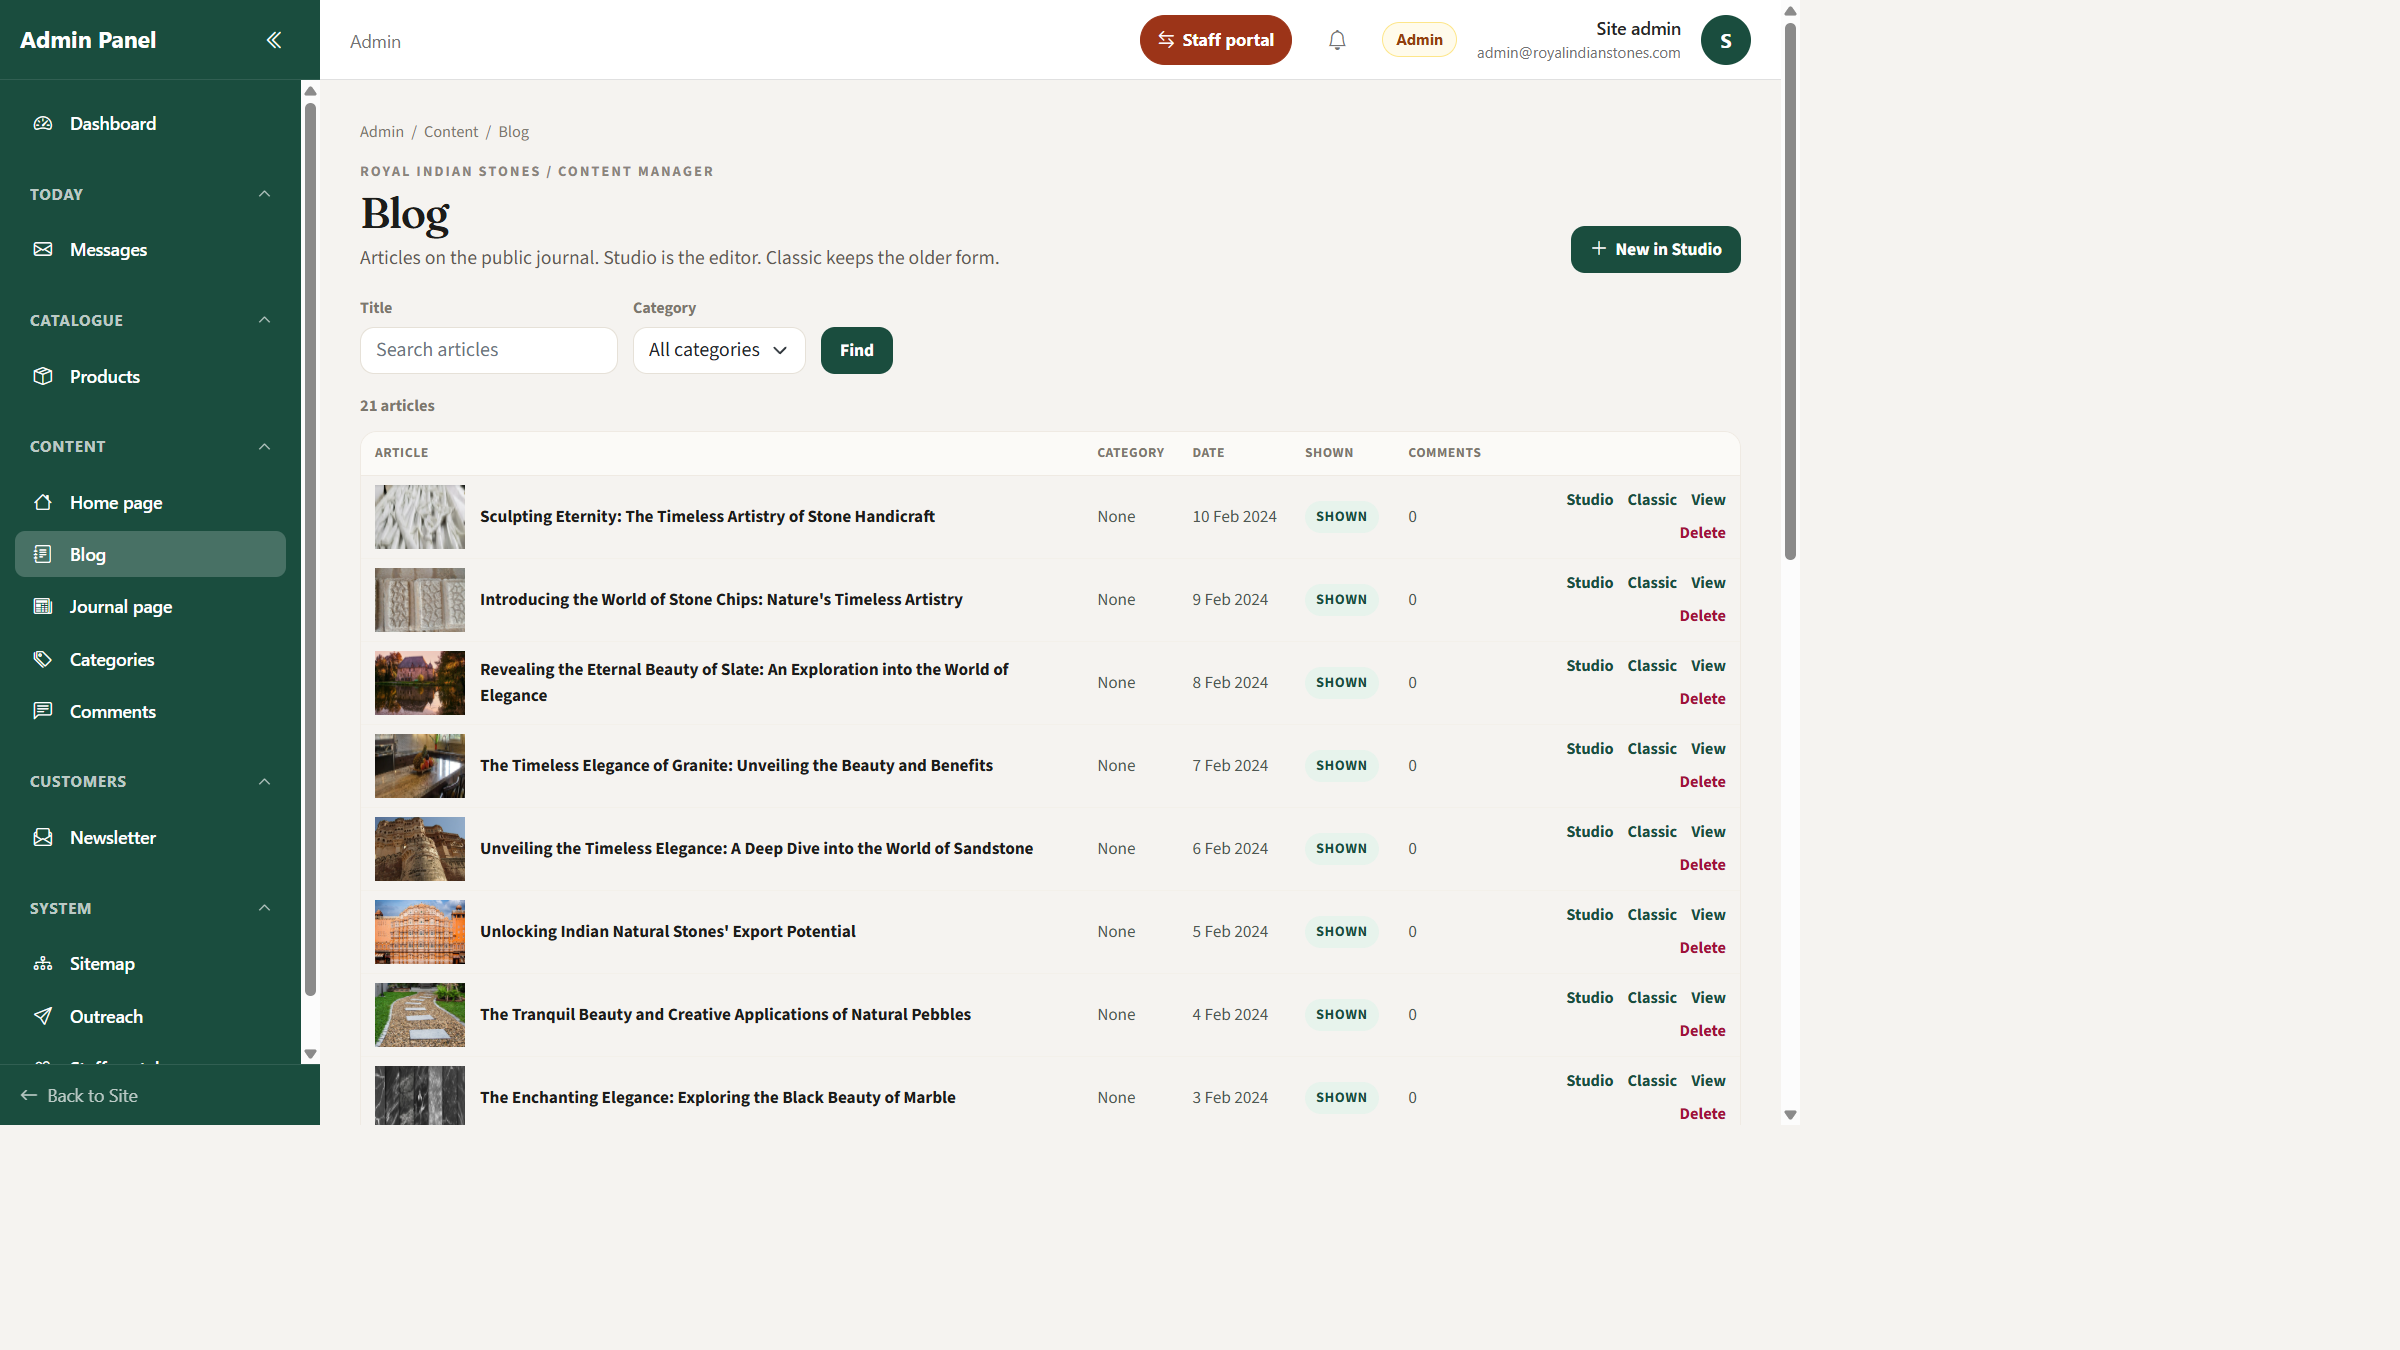 Admin Panel
Dashboard
TODAY
Messages
CATALOGUE
Products
CONTENT
Home page
Blog
Journal page
Categories
Comments
CUSTOMERS
Newsletter
SYSTEM
Sitemap
Outreach
Back to Site
Admin
Staff portal
Admin
Site admin
admin@royalindianstones.com
S
Admin / Content / Blog
ROYAL INDIAN STONES / CONTENT MANAGER
Blog
Articles on the public journal. Studio is the editor. Classic keeps the older form.
New in Studio
Title
Category
Search articles
All categories
Find
21 articles
ARTICLE CATEGORY DATE SHOWN COMMENTS
Sculpting Eternity: The Timeless Artistry of Stone Handicraft None 10 Feb 2024 SHOWN 0 Studio Classic View
Delete
Introducing the World of Stone Chips: Nature's Timeless Artistry None 9 Feb 2024 SHOWN 0 Studio Classic View
Delete
Revealing the Eternal Beauty of Slate: An Exploration into the World of
Elegance None 8 Feb 2024 SHOWN 0 Studio Classic View
Delete
The Timeless Elegance of Granite: Unveiling the Beauty and Benefits None 7 Feb 2024 SHOWN 0 Studio Classic View
Delete
Unveiling the Timeless Elegance: A Deep Dive into the World of Sandstone None 6 Feb 2024 SHOWN 0 Studio Classic View
Delete
Unlocking Indian Natural Stones' Export Potential None 5 Feb 2024 SHOWN 0 Studio Classic View
Delete
The Tranquil Beauty and Creative Applications of Natural Pebbles None 4 Feb 2024 SHOWN 0 Studio Classic View
Delete
The Enchanting Elegance: Exploring the Black Beauty of Marble None 3 Feb 2024 SHOWN 0 Studio Classic View
Delete